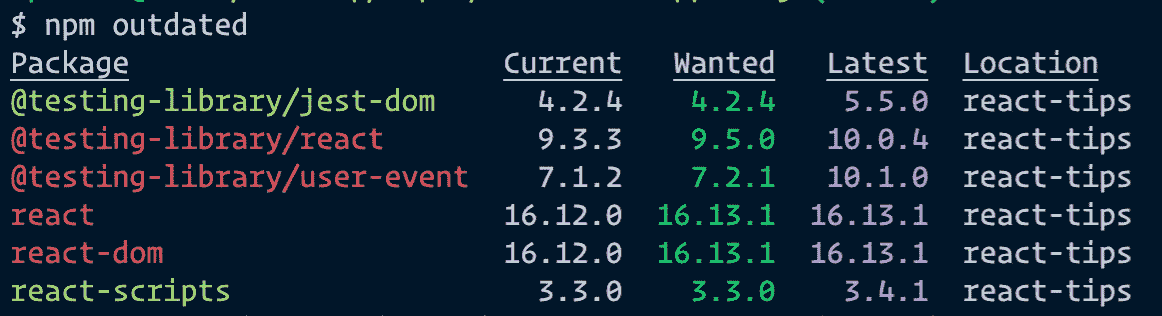 $ npm outdated
Package Current Wanted Latest Location
@testing-library/jest-dom 4.2.4 4.2.4 5.5.0 react-tips
@testing-library/react 9.3.3 9.5.0 10.0.4 react-tips
@testing-library/user-event 7.1.2 7.2.1 10.1.0 react-tips
react 16.12.0 16.13.1 16.13.1 react-tips
react-dom 16.12.0 16.13.1 16.13.1 react-tips
react-scripts 3.3.0 3.3.0 3.4.1 react-tips